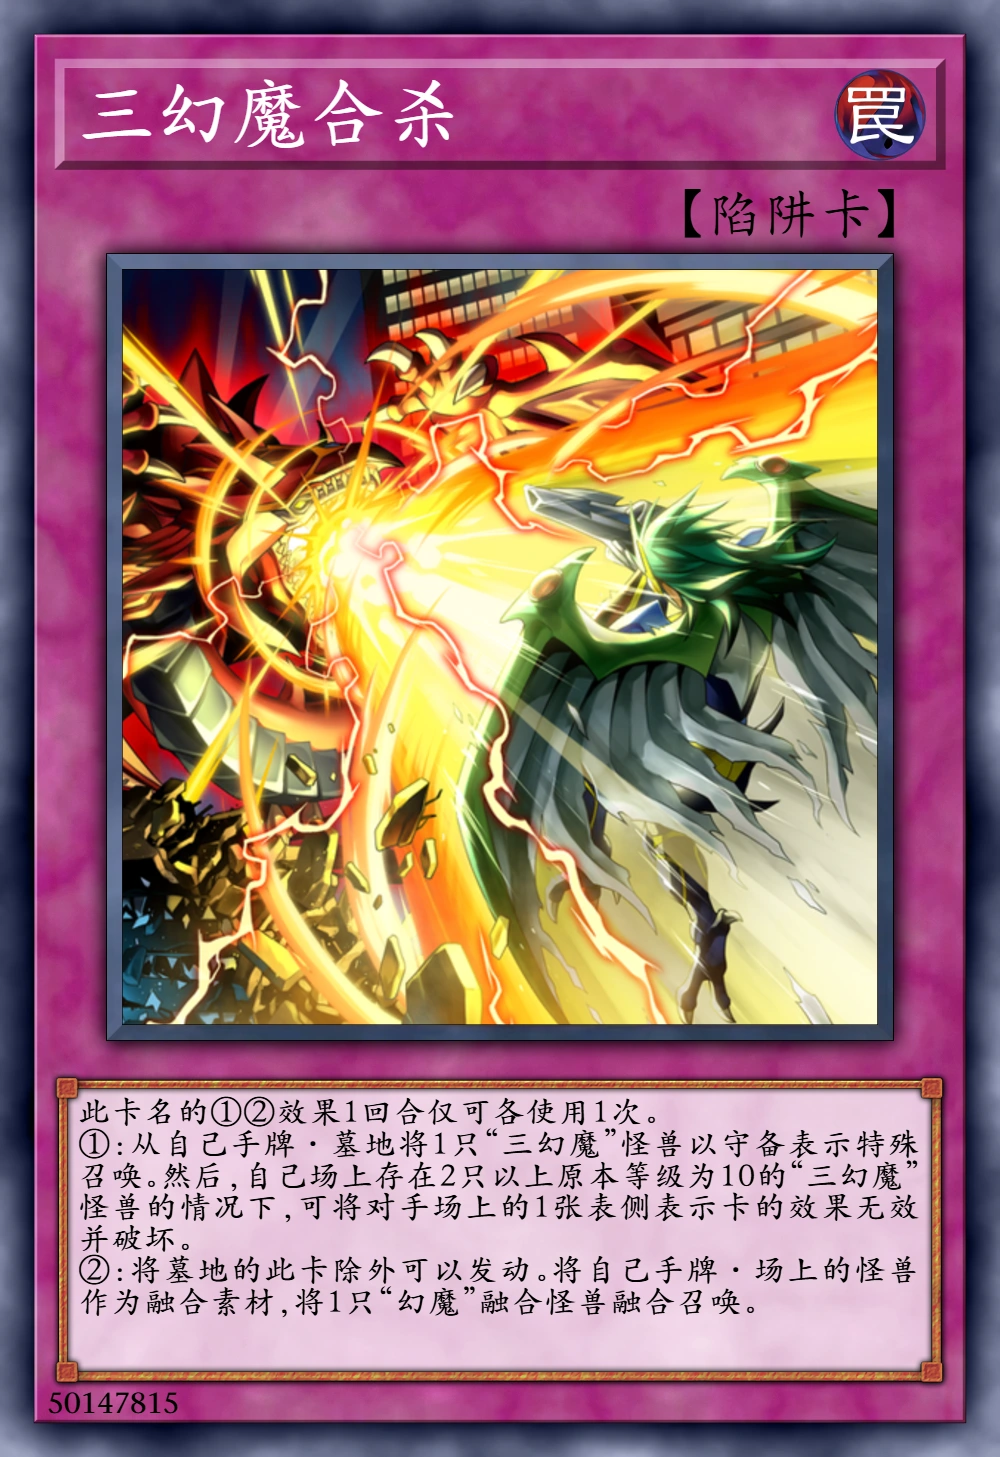 三幻魔合杀
罠
【陷阱卡】
此卡名的①②效果1回合仅可各使用1次。
①:从自己手牌・墓地将1只“三幻魔”怪兽以守备表示特殊
召唤。然后,自己场上存在2只以上原本等级为10的“三幻魔”
怪兽的情况下,可将对手场上的1张表侧表示卡的效果无效
并破坏。
②:将墓地的此卡除外可以发动。将自己手牌・场上的怪兽
作为融合素材,将1只“幻魔”融合怪兽融合召唤。
50147815